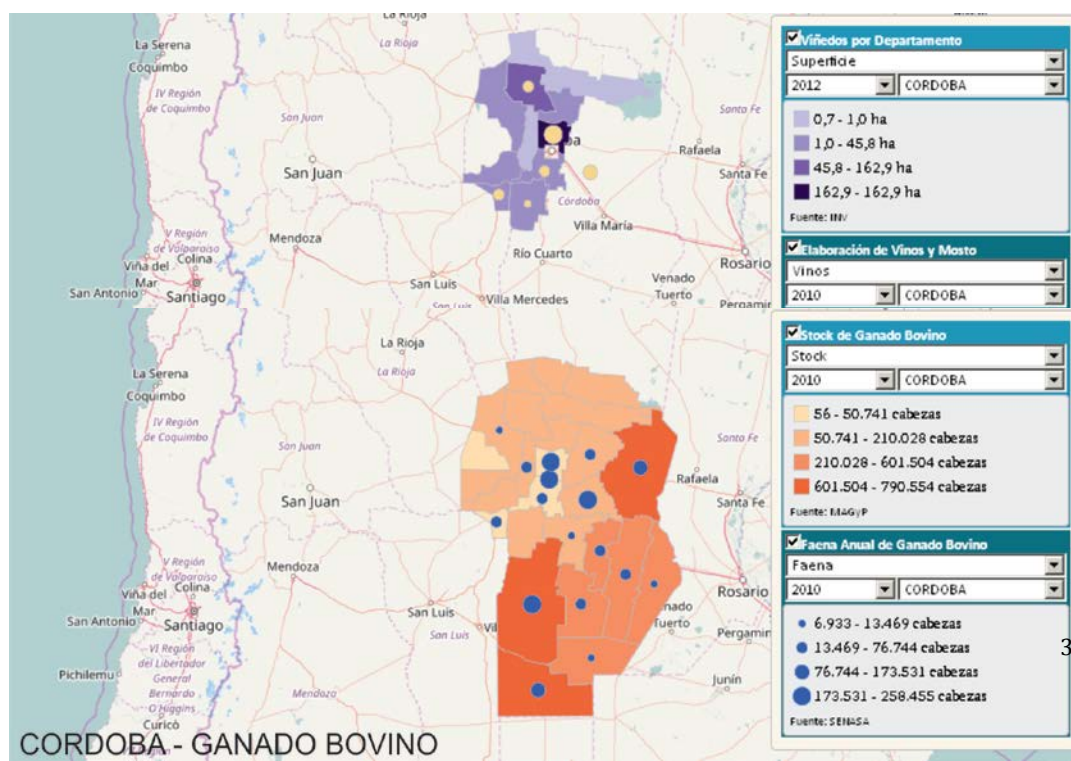 La Rioja
La Rioja
La Serena
Coquimbo
IV Región
de Coquimbo
San Juan
San Juan
Santa Fe
Rafaela
Santa Fe
Córdoba
Villa María
V Región
de Valparaíso
Viña del
Mar
Colina
San Antonio
Santiago
Mendoza
Río Cuarto
Rosario
San Luis
Villa Mercedes
San Luis
Venado
Tuerto
Pergamin
Viñedos por Departamento
Superficie
2012 CORDOBA
0,7 - 1,0 ha
1,0 - 45,8 ha
45,8 - 162,9 ha
162,9 - 162,9 ha
Fuente: INV
Elaboración de Vinos y Mosto
Vinos
2010 CORDOBA
La Rioja
La Rioja
La Serena
Coquimbo
IV Región
de Coquimbo
San Juan
San Juan
Santa Fe
Rafaela
Santa Fe
V Región
de Valparaíso
Viña del
Mar
Colina
San Antonio
Santiago
Mendoza
San Luis
San Luis
Vil
Rosario
nado
Tuerto
Pergamin
VI Región
del Libertador
General
Bernardo
O'Higgins
Pichilemu
Curicó
Mendoza
Junín
Stock de Ganado Bovino
Stock
2010 CORDOBA
56 - 50.741 cabezas
50.741 - 210.028 cabezas
210.028 - 601.504 cabezas
601.504 - 790.554 cabezas
Fuente: MAGyP
Faena Anual de Ganado Bovino
Faena
2010 CORDOBA
6.933 - 13.469 cabezas
13.469 - 76.744 cabezas
76.744 - 173.531 cabezas
173.531 - 258.455 cabezas
Fuente: SENASA
3
CORDOBA - GANADO BOVINO